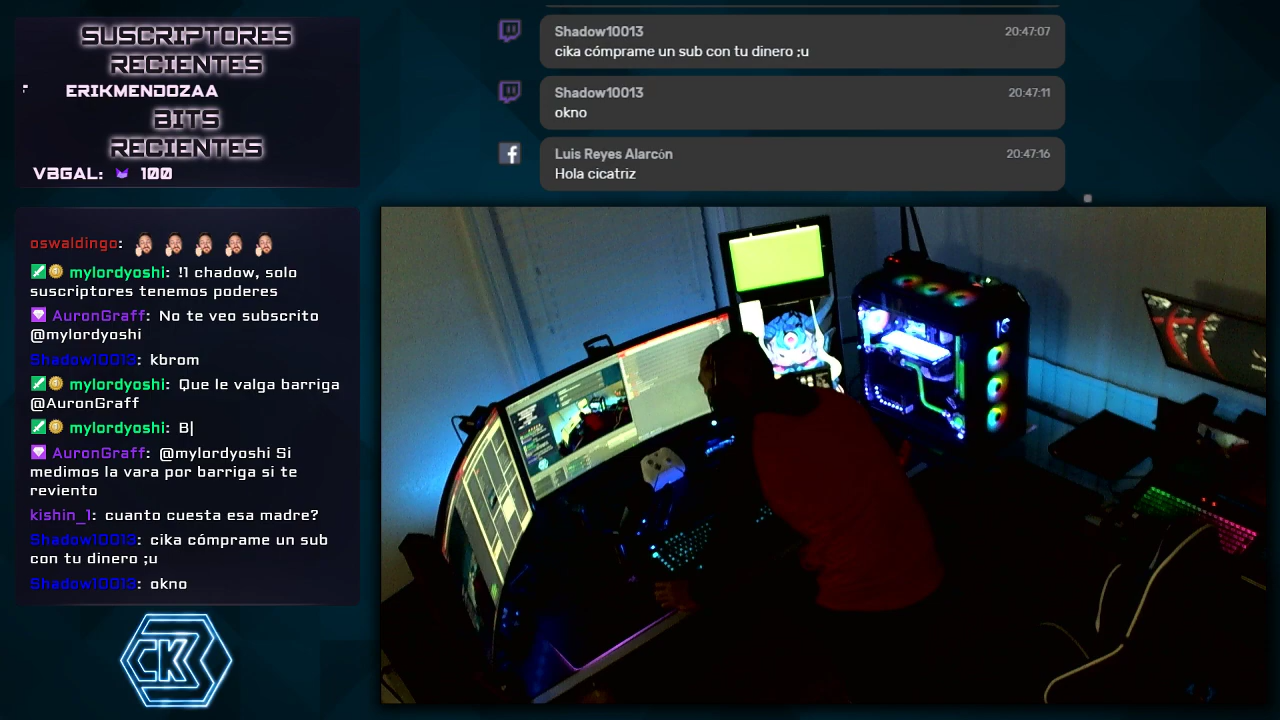 SUSCRIPTORES
RECIENTES
ERIKMENDOZAA
BITS
RECIENTES
VBGAL: 100
Shadow10013 20:47:07
cika cómprame un sub con tu dinero ;u
Shadow10013 20:47:11
okno
Luis Reyes Alarcón 20:47:16
Hola cicatriz
oswaldingo:
mylordyoshi: !1 chadow, solo
suscriptores tenemos poderes
AuronGraff: No te veo subscrito
@mylordyoshi
Shadow10013: kbrom
mylordyoshi: Que le valga barriga
@AuronGraff
mylordyoshi: B|
AuronGraff: @mylordyoshi Si
medimos la vara por barriga si te
reviento
kishin_1: cuanto cuesta esa madre?
Shadow10013: cika cómprame un sub
con tu dinero ;u
Shadow10013: okno
CK3